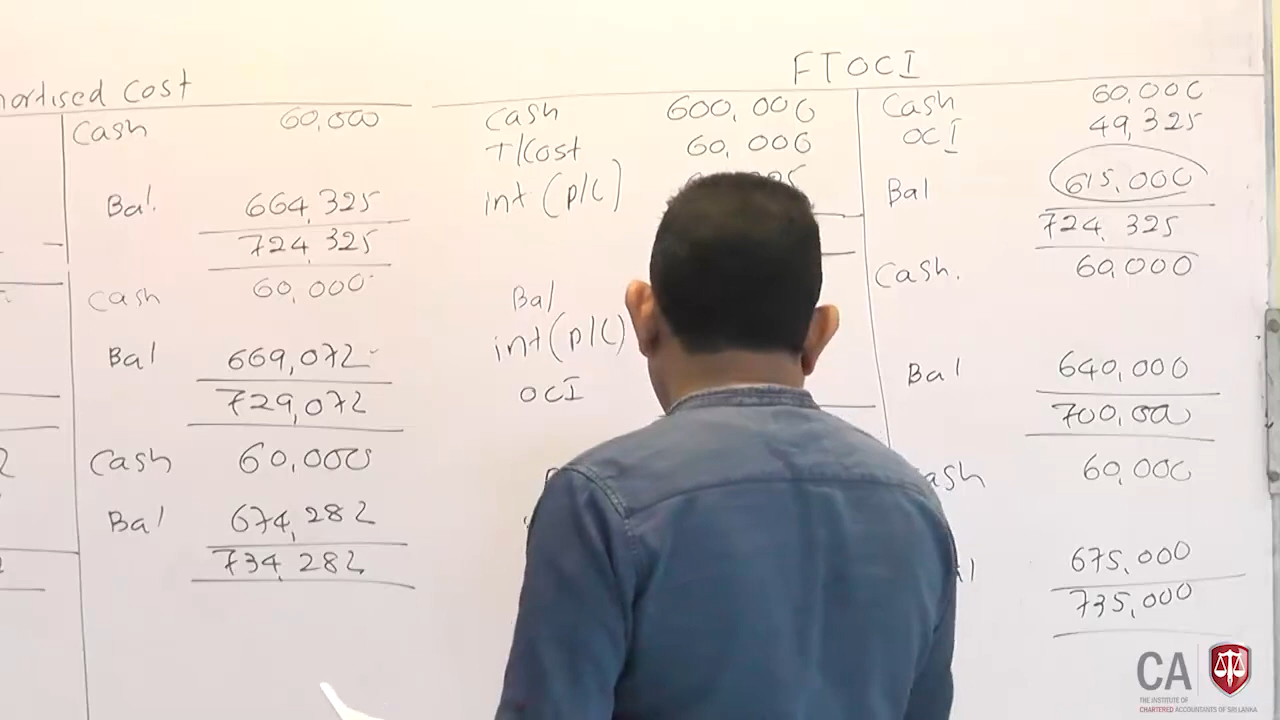 Amortised Cost
Cash 60,000
Bal. 664,325
724,325
Cash 60,000
Bal 669,072
729,072
Cash 60,000
Bal 674,282
734,282
FTOCI
Cash 600,000 Cash 60,000
T/Cost 60,000 OCI 49,325
int (P/L) Bal 615,000
724,325
Cash. 60,000
Bal
int (P/L) Bal 640,000
OCI 700,000
60,000
675,000
735,000
CA
THE INSTITUTE OF
CHARTERED ACCOUNTANTS OF SRI LANKA